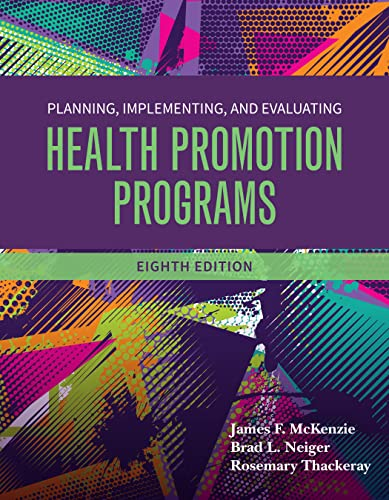 PLANNING, IMPLEMENTING, AND EVALUATING
HEALTH PROMOTION
PROGRAMS
EIGHTH EDITION
James F. McKenzie
Brad L. Neiger
Rosemary Thackeray